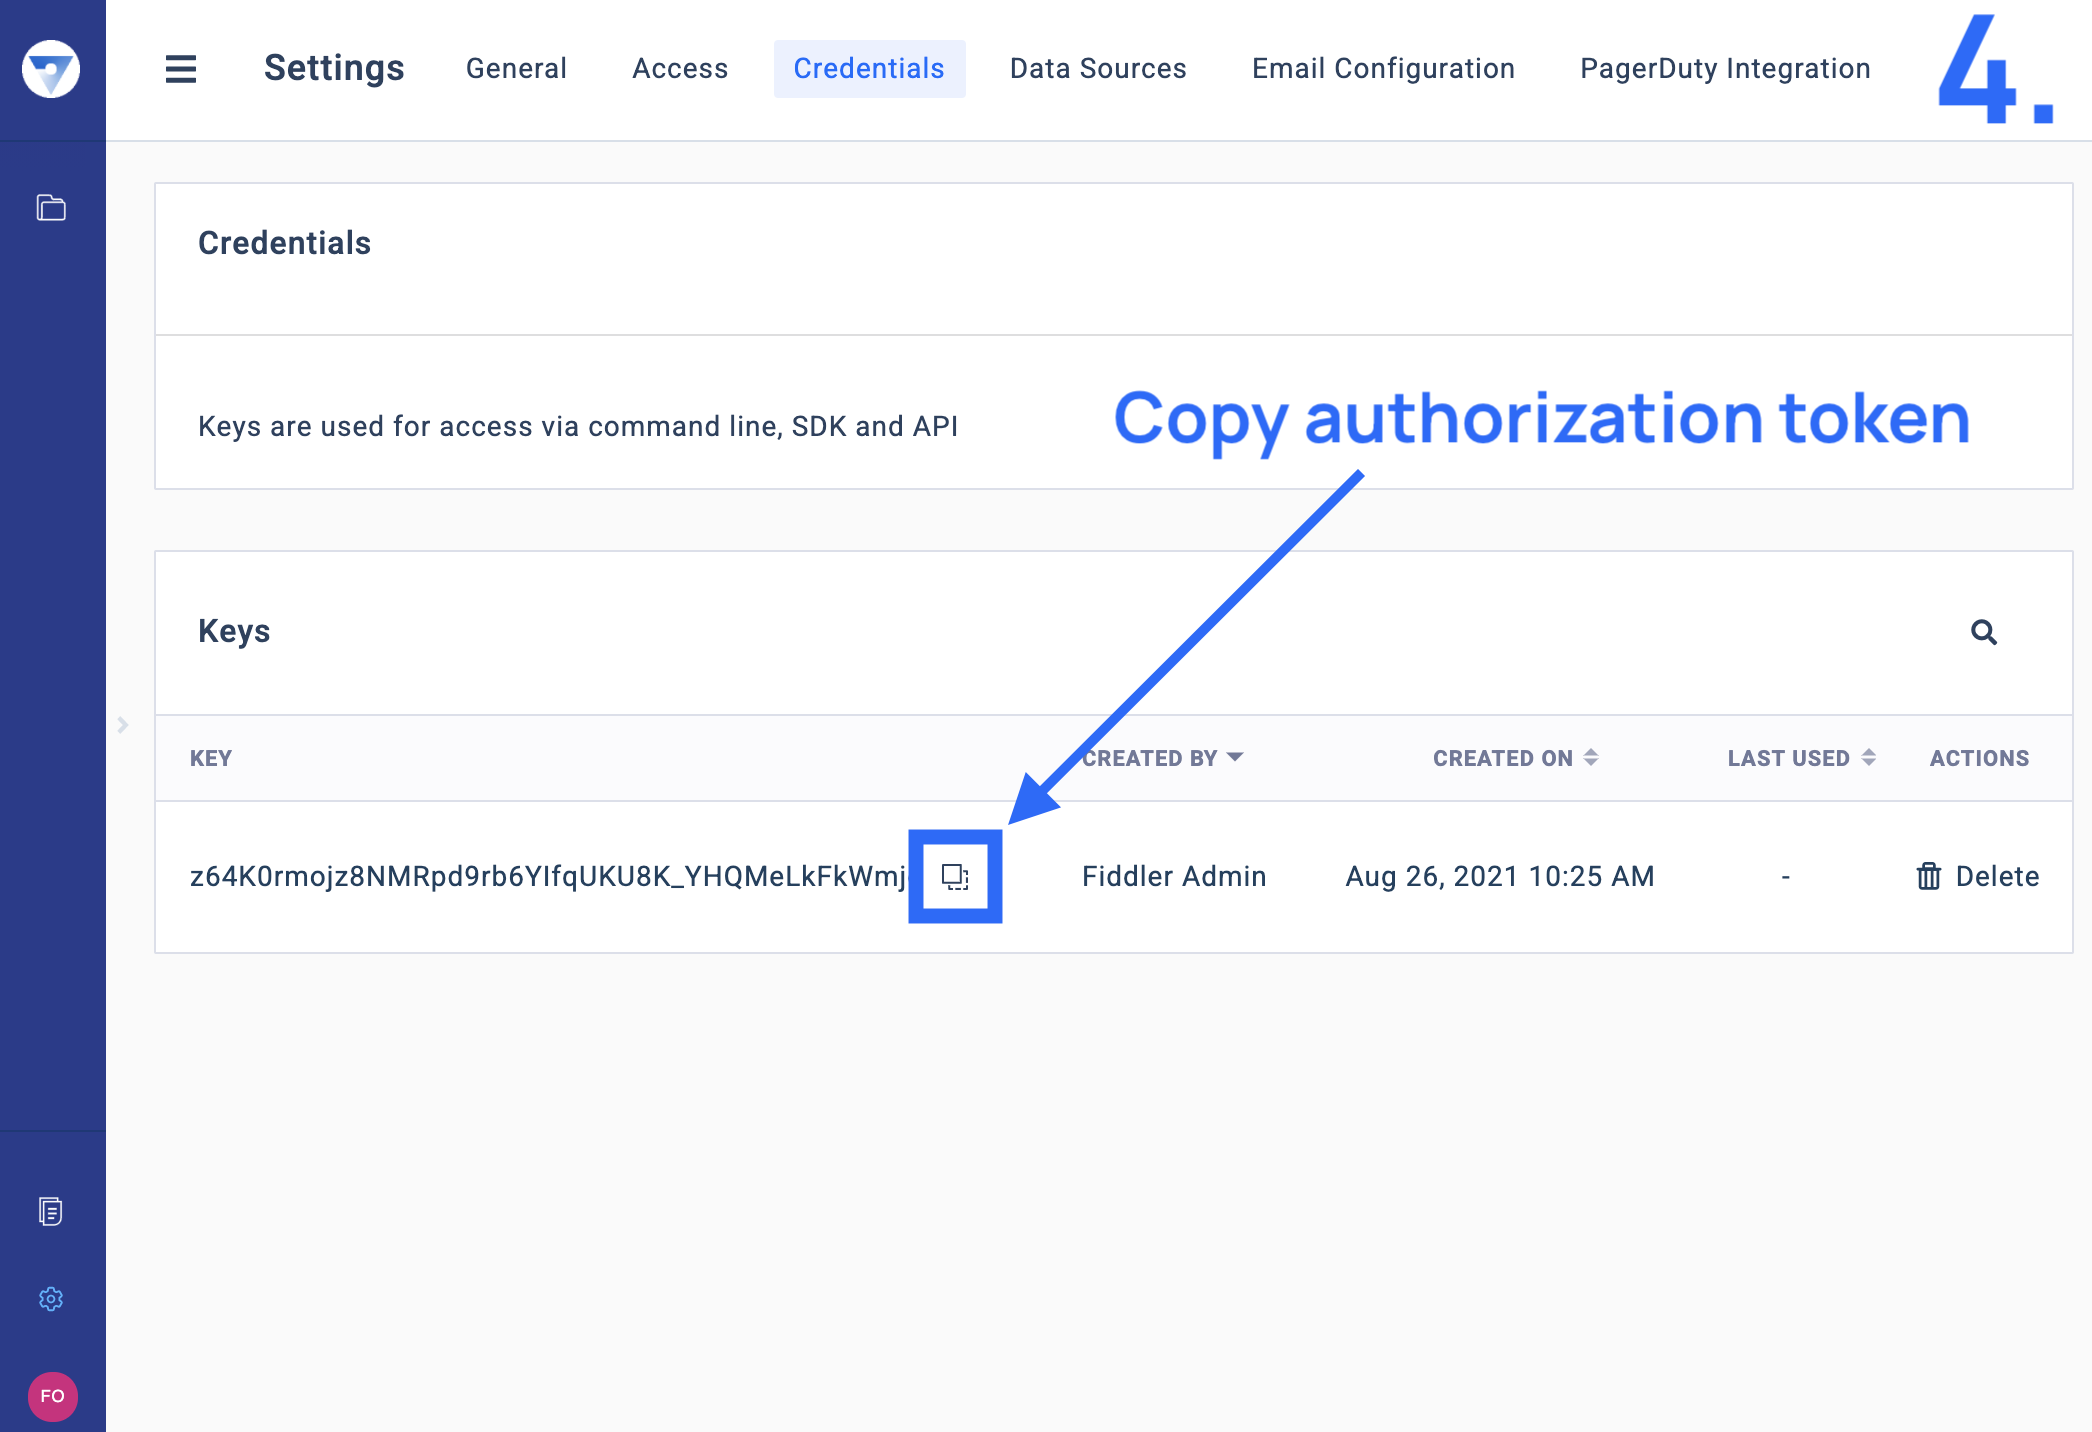 Settings General Access Credentials Data Sources Email Configuration PagerDuty Integration 4.
Credentials
Keys are used for access via command line, SDK and API
Copy authorization token
Keys
KEY CREATED BY CREATED ON LAST USED ACTIONS
z64K0rmojz8NMRpd9rb6YIfqUKU8K_YHQMeLkFkWmj Fiddler Admin Aug 26, 2021 10:25 AM - Delete
FO